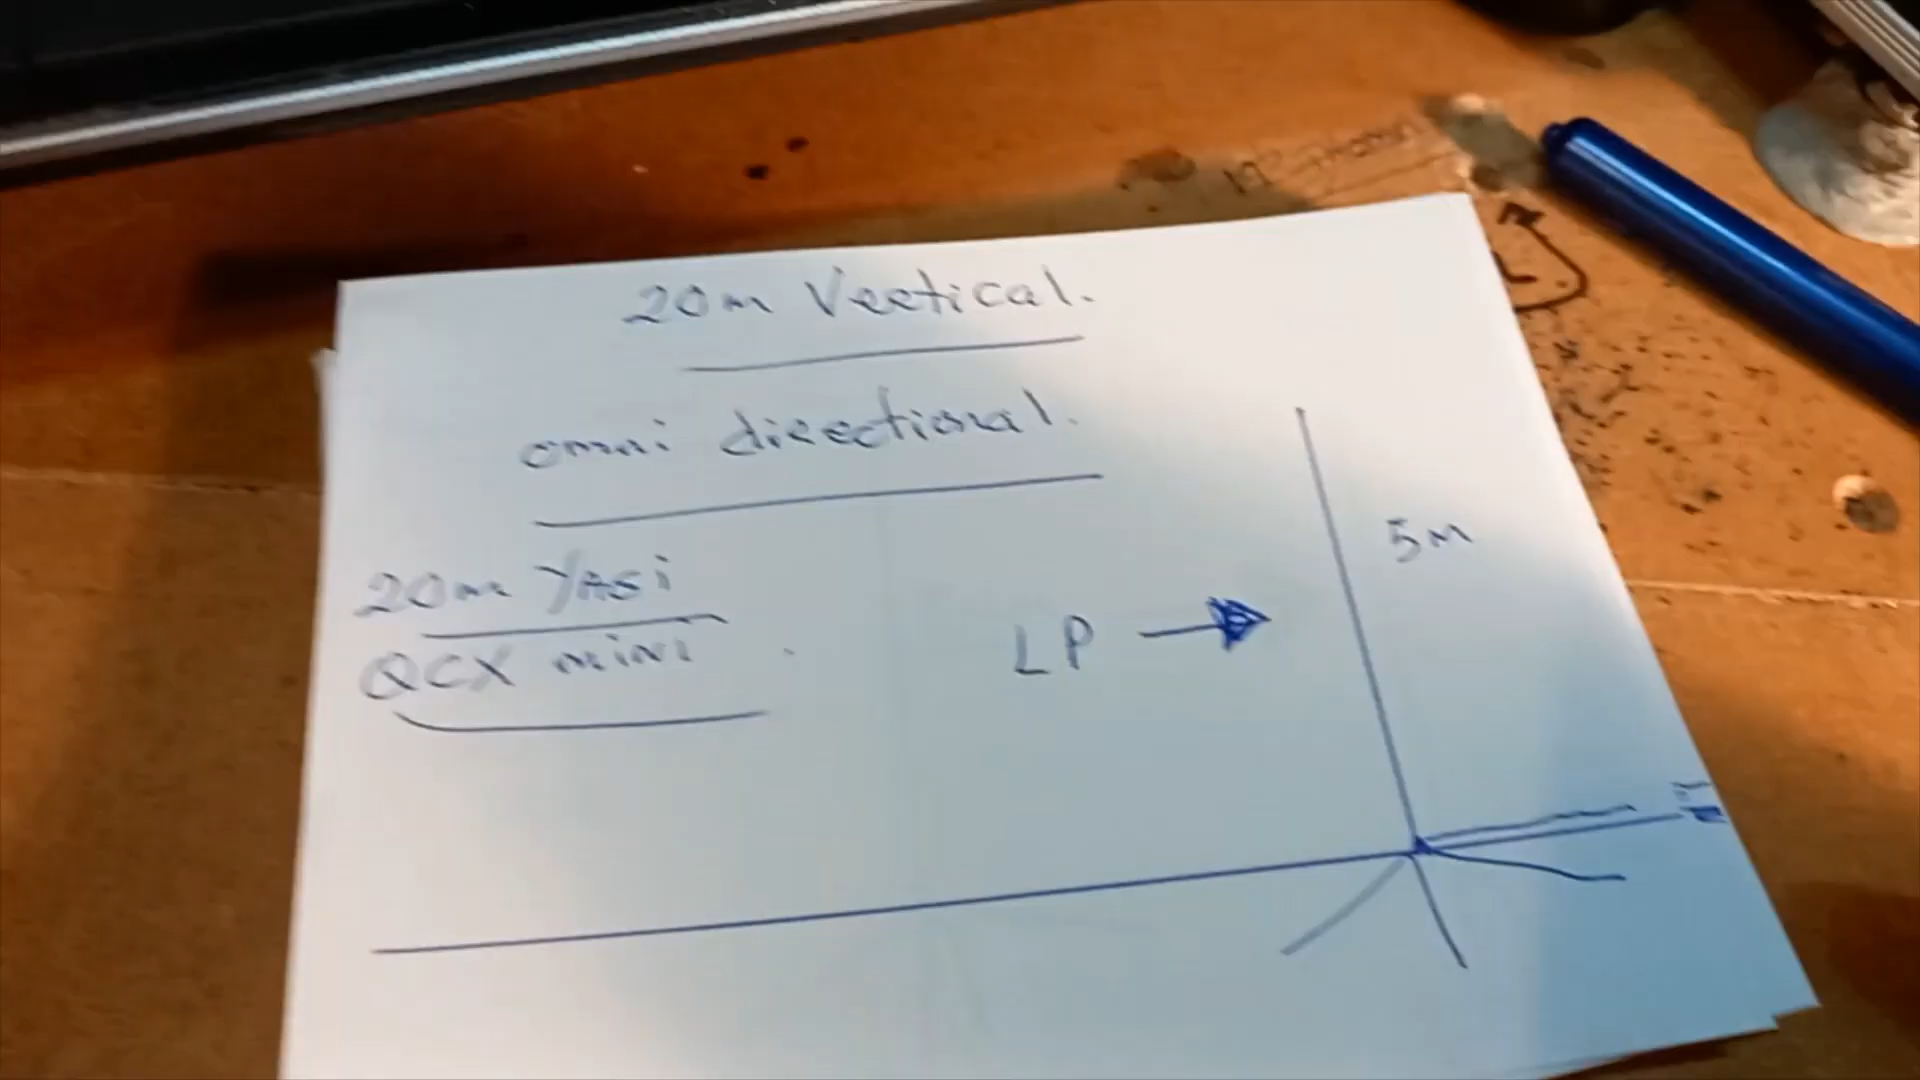 20m Vertical.
omni directional.
20m YAGi
QCX mini
LP
5M